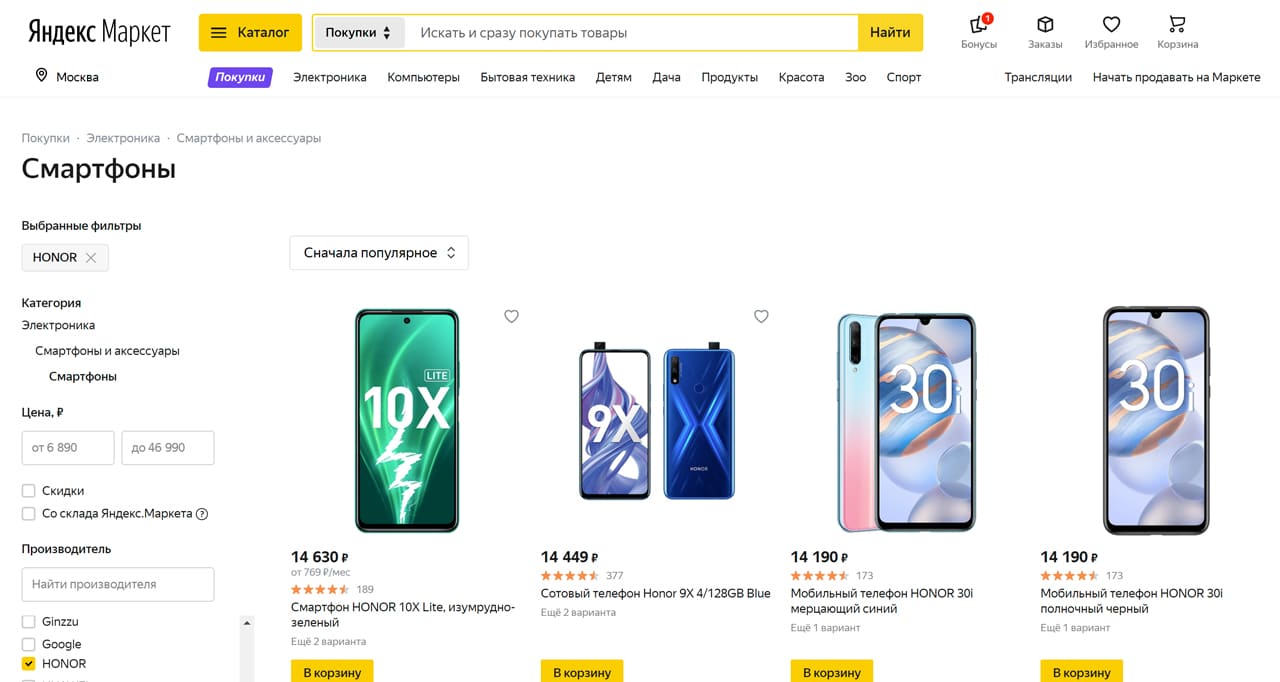 Яндекс Маркет
Каталог
Покупки
Искать и сразу покупать товары
Найти
1
Бонусы
Заказы
Избранное
Корзина
Москва
Покупки
Электроника
Компьютеры
Бытовая техника
Детям
Дача
Продукты
Красота
Зоо
Спорт
Трансляции
Начать продавать на Маркете
Покупки · Электроника · Смартфоны и аксессуары
Смартфоны
Выбранные фильтры
HONOR
Сначала популярное
Категория
Электроника
Смартфоны и аксессуары
Смартфоны
Цена, ₽
от 6 890
до 46 990
Скидки
Со склада Яндекс.Маркета ?
Производитель
Найти производителя
Ginzzu
Google
HONOR
LITE
10X
14 630 ₽
от 769 ₽/мес
189
Смартфон HONOR 10X Lite, изумрудно-
зеленый
Ещё 2 варианта
В корзину
9X
HONOR
14 449 ₽
377
Сотовый телефон Honor 9X 4/128GB Blue
Ещё 2 варианта
В корзину
30i
14 190 ₽
173
Мобильный телефон HONOR 30i
мерцающий синий
Ещё 1 вариант
В корзину
30i
14 190 ₽
173
Мобильный телефон HONOR 30i
полночный черный
Ещё 1 вариант
В корзину